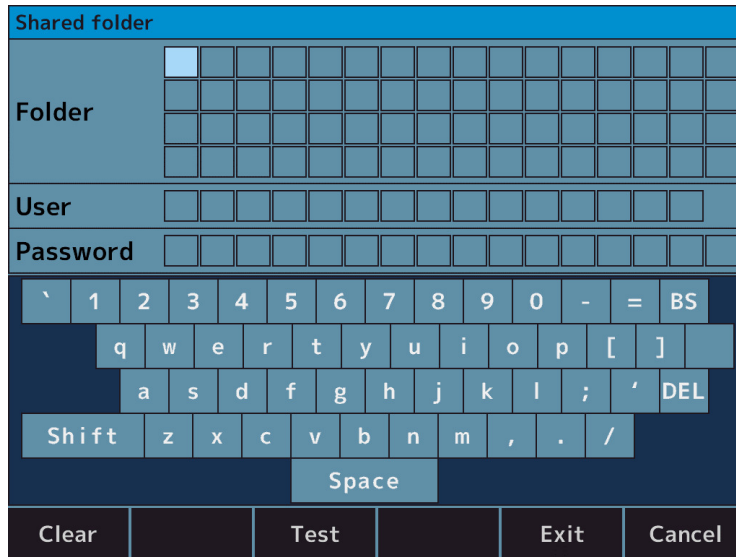 Shared folder
Folder
User
Password
` 1 2 3 4 5 6 7 8 9 0 - = BS
q w e r t y u i o p [ ]
a s d f g h j k l ; ‘ DEL
Shift z x c v b n m , . /
Space
Clear Test Exit Cancel